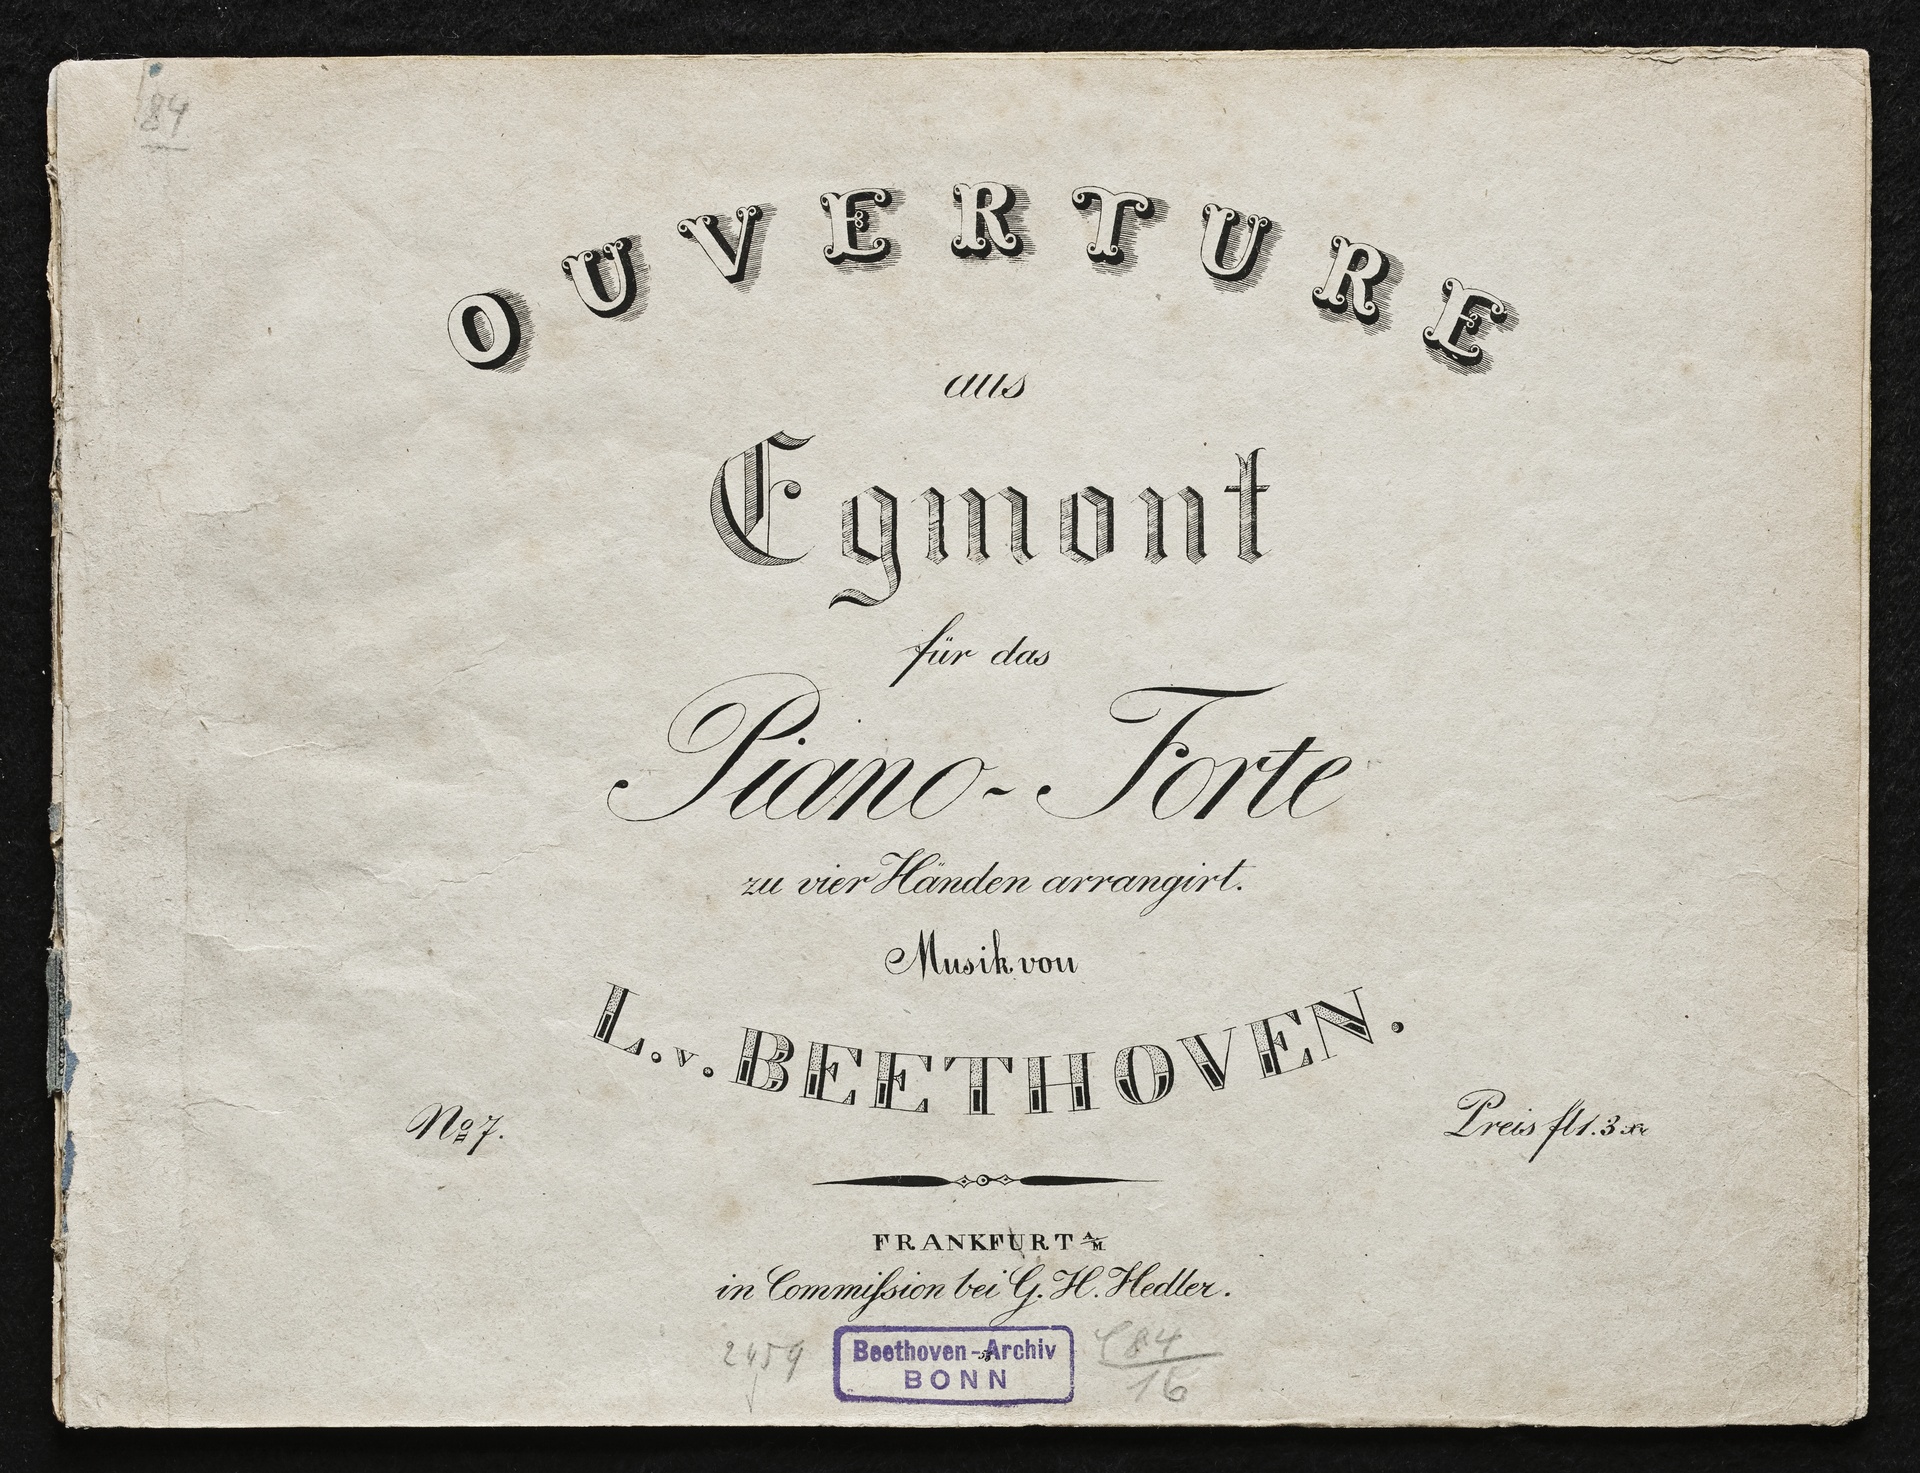 84
OUVERTURE
aus
Egmont
für das
Piano-Forte
zu vier Händen arrangirt.
Musik von
L. v. BEETHOVEN.
No 7.
Preis fl 1. 3 xr
FRANKFURT A/M.
in Commiſsion bei G. H. Hedler.
2459
Beethoven-Archiv
BONN
C 84
16